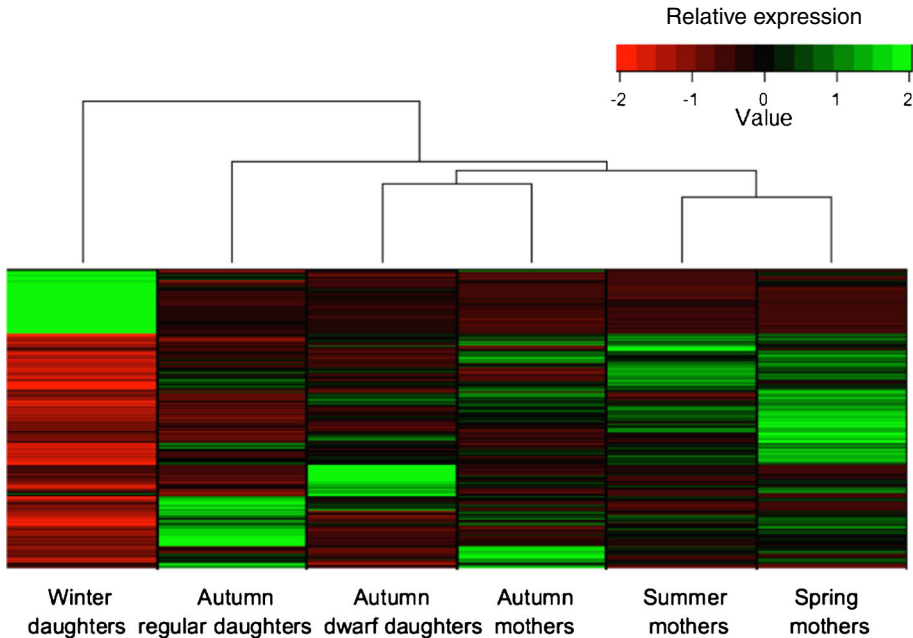 Relative expression
-2 -1 0 1 2
Value
Winter daughters
Autumn regular daughters
Autumn dwarf daughters
Autumn mothers
Summer mothers
Spring mothers